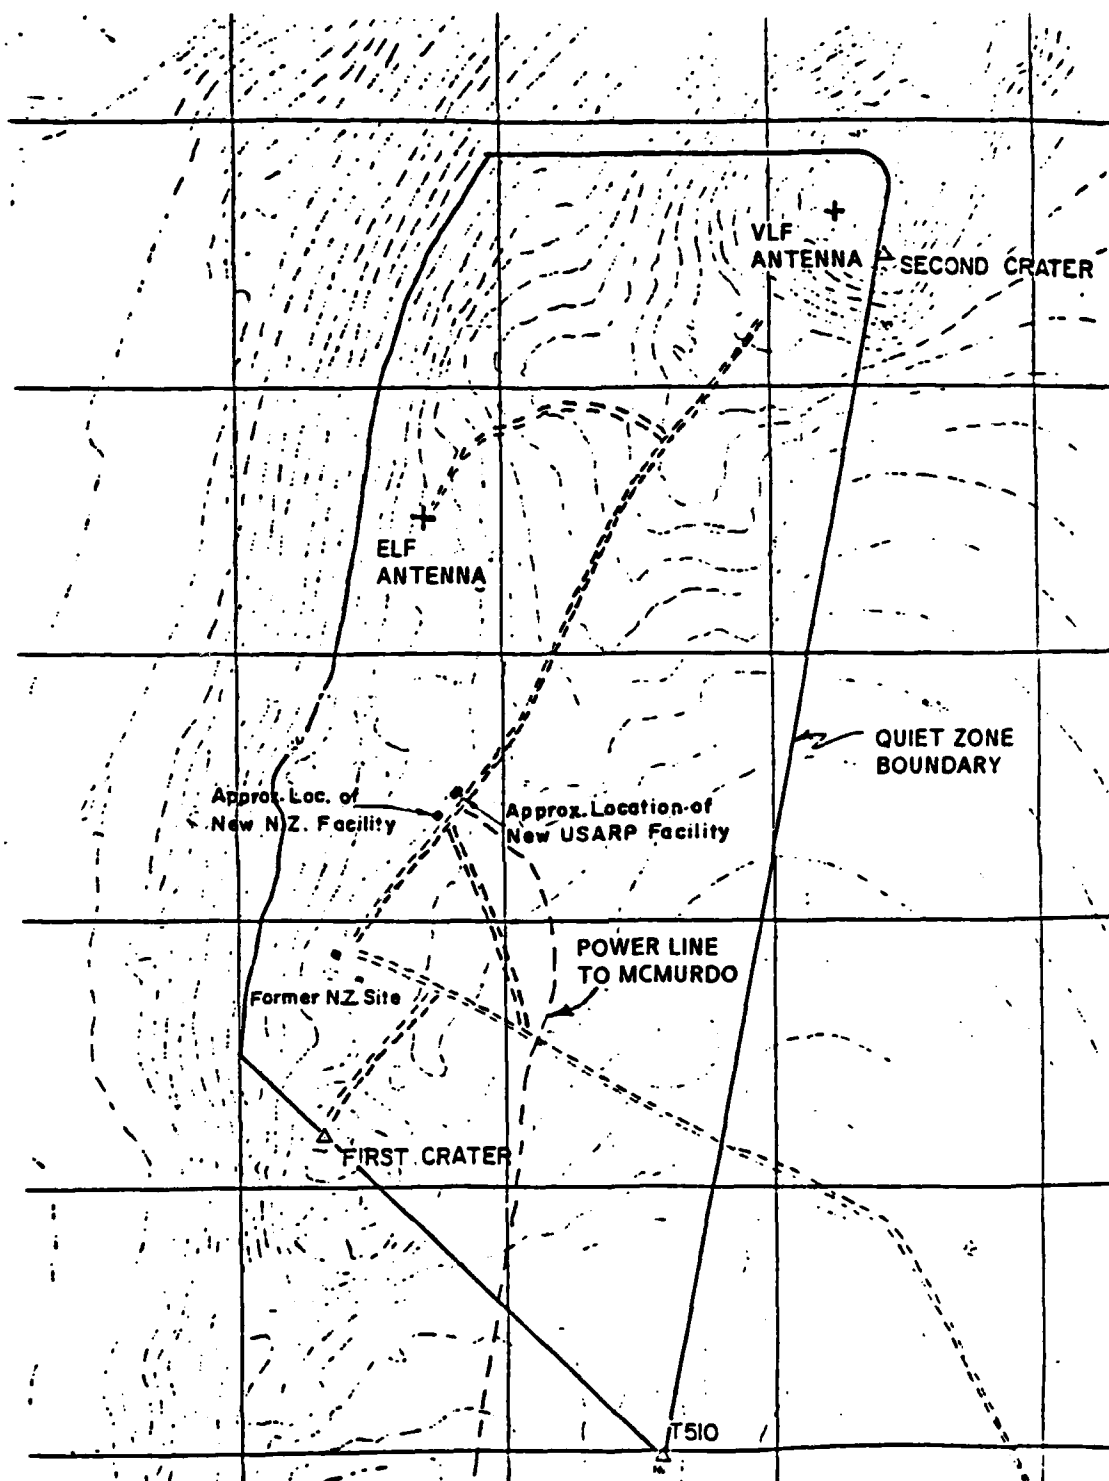 VLF
ANTENNA
SECOND CRATER
ELF
ANTENNA
QUIET ZONE
BOUNDARY
Approx. Loc. of
New N.Z. Facility
Approx. Location of
New USARP Facility
POWER LINE
TO MCMURDO
Former N.Z. Site
FIRST CRATER
T510